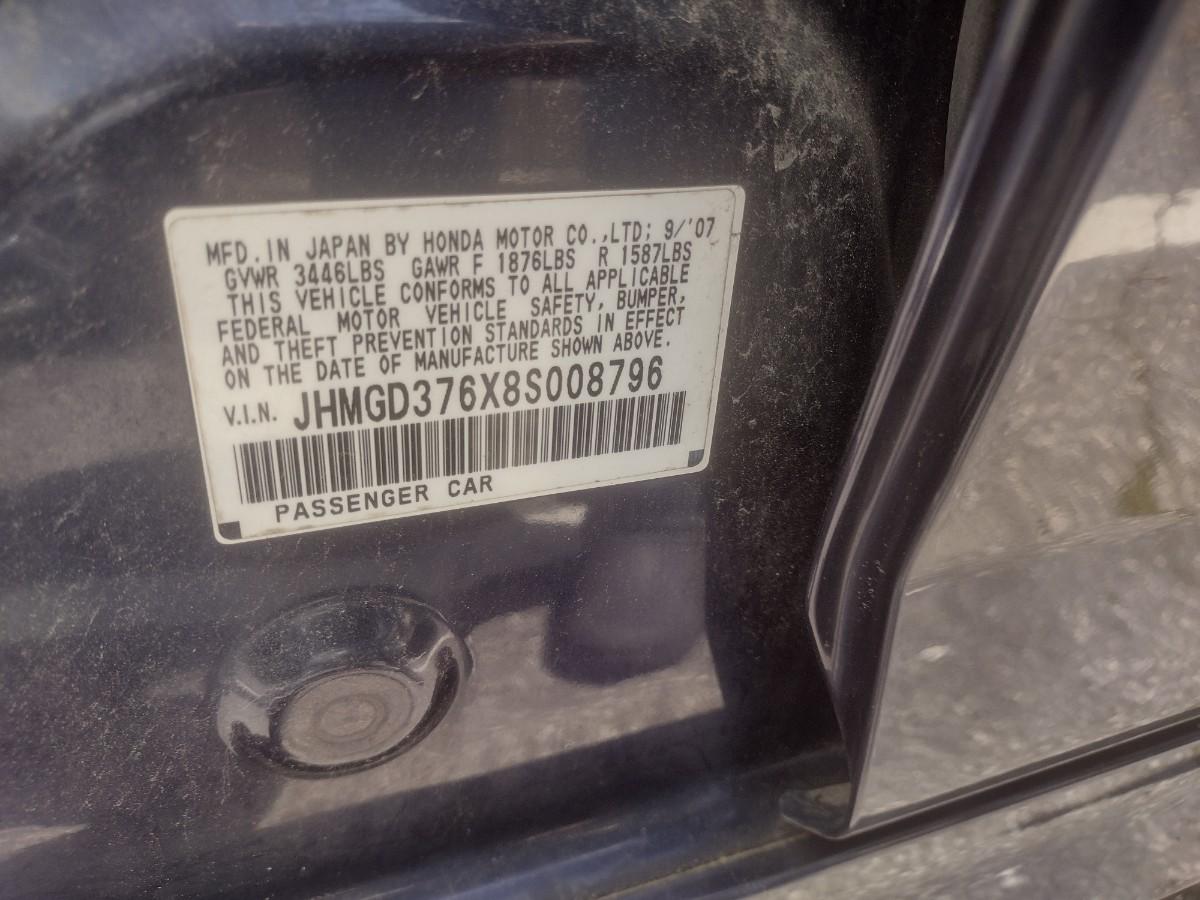 MFD. IN JAPAN BY HONDA MOTOR CO.,LTD; 9/'07
GVWR 3446LBS GAWR F 1876LBS R 1587LBS
THIS VEHICLE CONFORMS TO ALL APPLICABLE
FEDERAL MOTOR VEHICLE SAFETY, BUMPER,
AND THEFT PREVENTION STANDARDS IN EFFECT
ON THE DATE OF MANUFACTURE SHOWN ABOVE.
V.I.N. JHMGD376X8S008796
PASSENGER CAR